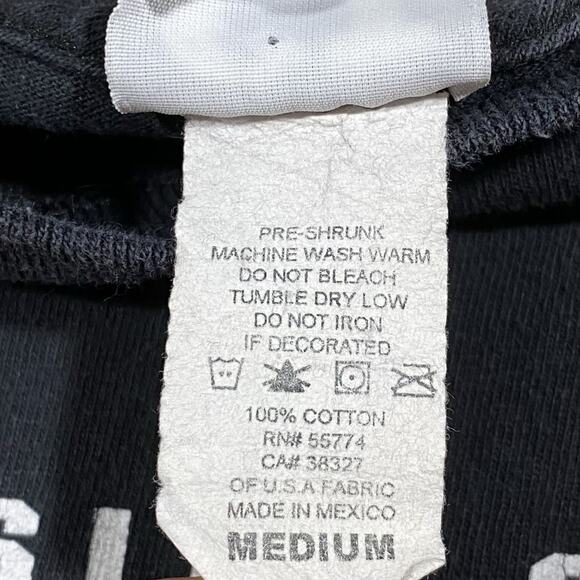 PRE-SHRUNK
MACHINE WASH WARM
DO NOT BLEACH
TUMBLE DRY LOW
DO NOT IRON
IF DECORATED
100% COTTON
RN# 55774
CA# 38327
OF U.S.A FABRIC
MADE IN MEXICO
MEDIUM